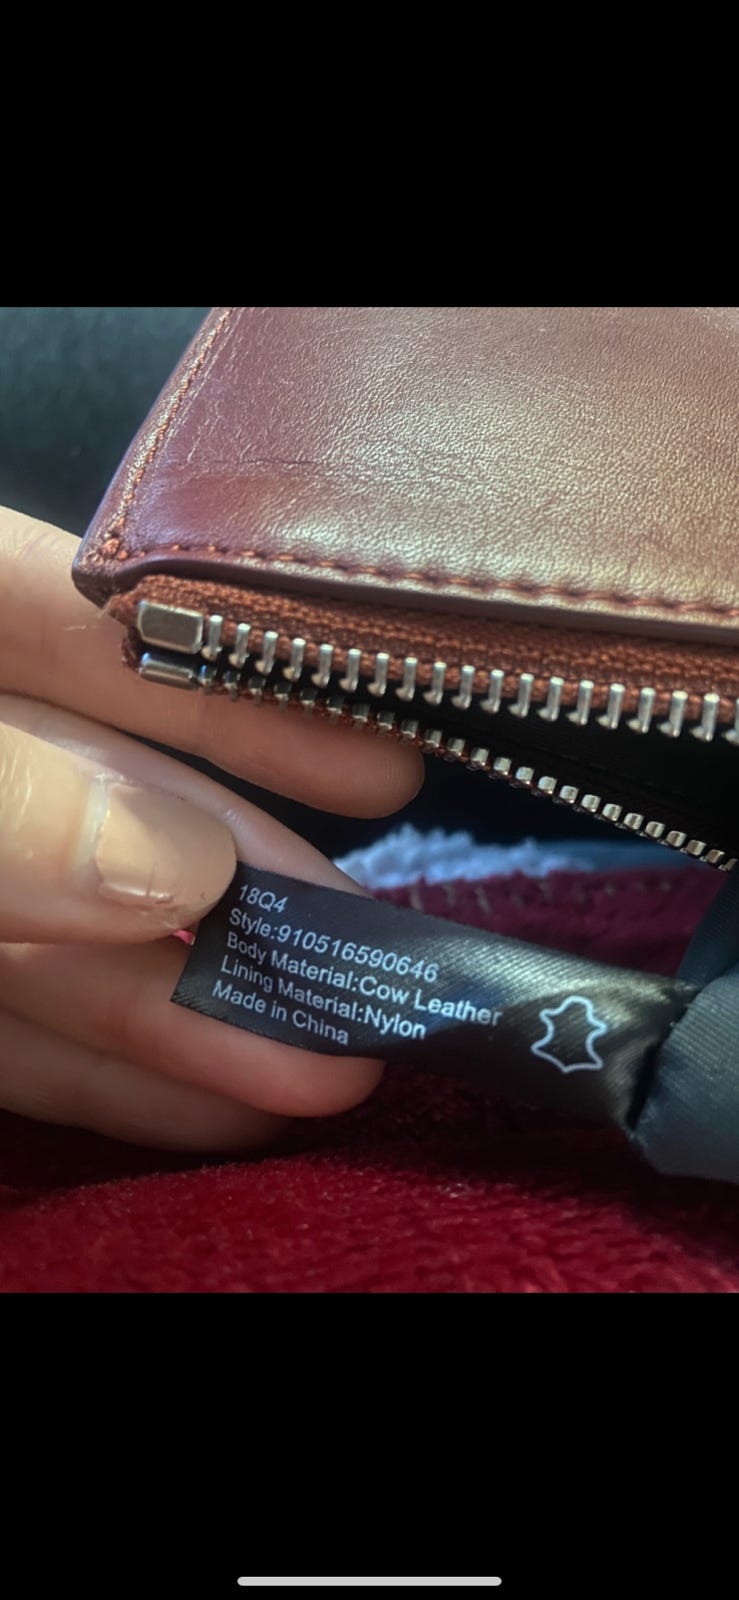 18Q4
Style:910516590646
Body Material:Cow Leather
Lining Material:Nylon
Made in China